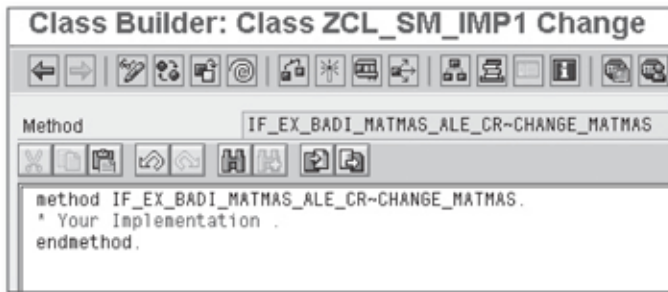 Class Builder: Class ZCL_SM_IMP1 Change
Method IF_EX_BADI_MATMAS_ALE_CR~CHANGE_MATMAS
method IF_EX_BADI_MATMAS_ALE_CR~CHANGE_MATMAS.
* Your Implementation .
endmethod.